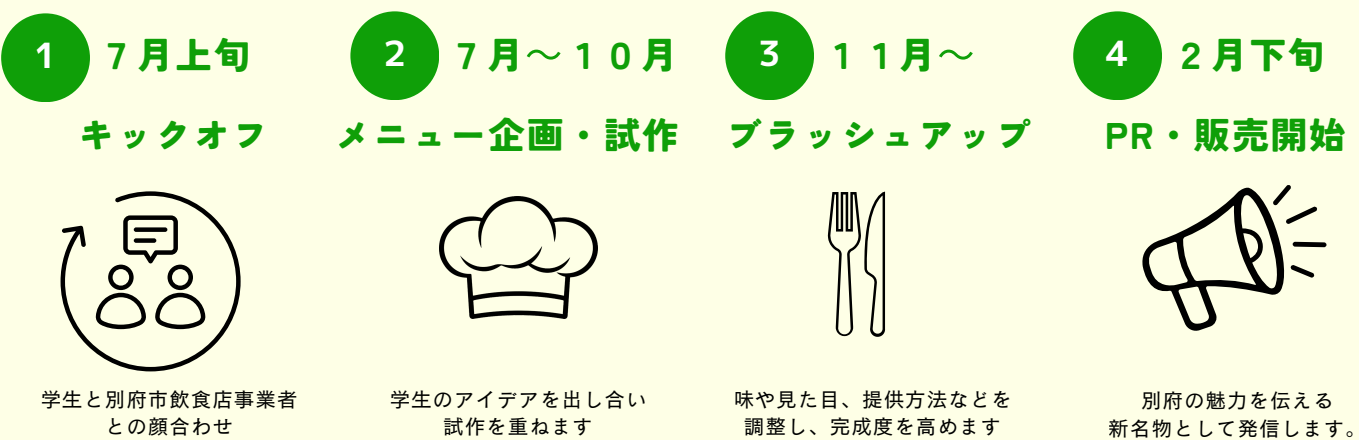 1 7月上旬
キックオフ
学生と別府市飲食店事業者
との顔合わせ
2 7月〜10月
メニュー企画・試作
学生のアイデアを出し合い
試作を重ねます
3 11月〜
ブラッシュアップ
味や見た目、提供方法などを
調整し、完成度を高めます
4 2月下旬
PR・販売開始
別府の魅力を伝える
新名物として発信します。